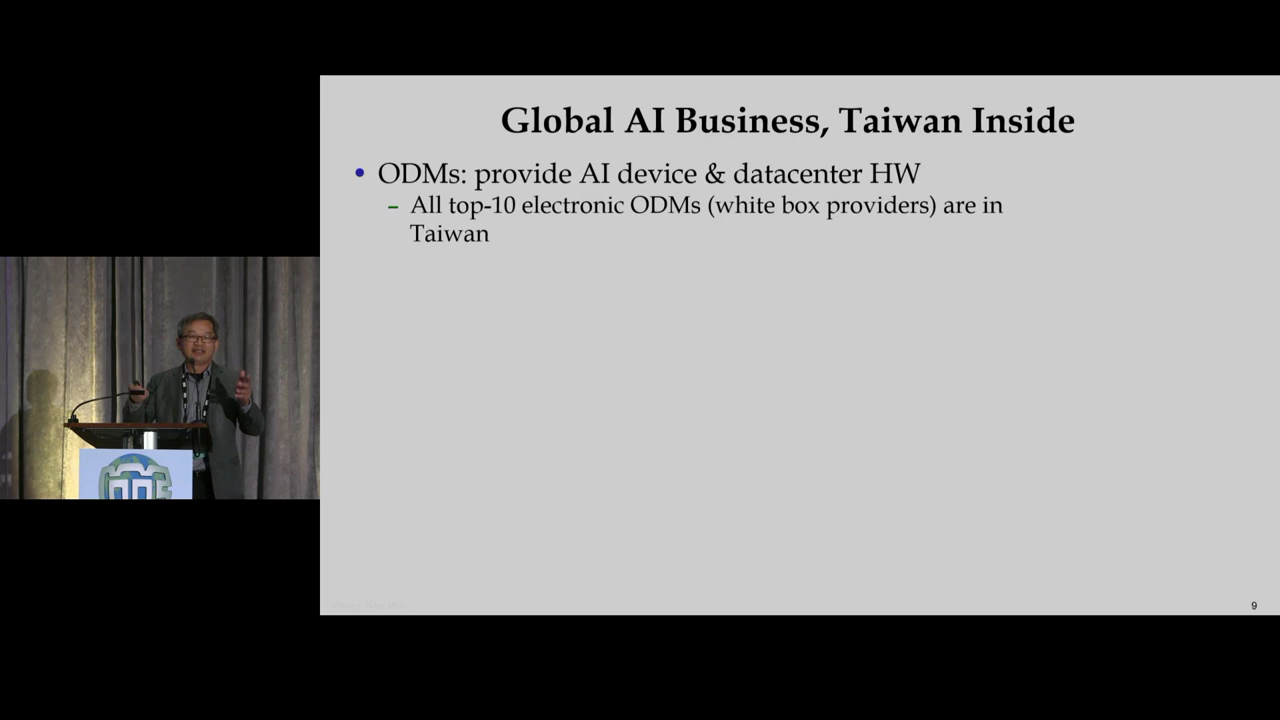 Global AI Business, Taiwan Inside
• ODMs: provide AI device & datacenter HW
– All top-10 electronic ODMs (white box providers) are in
Taiwan
9